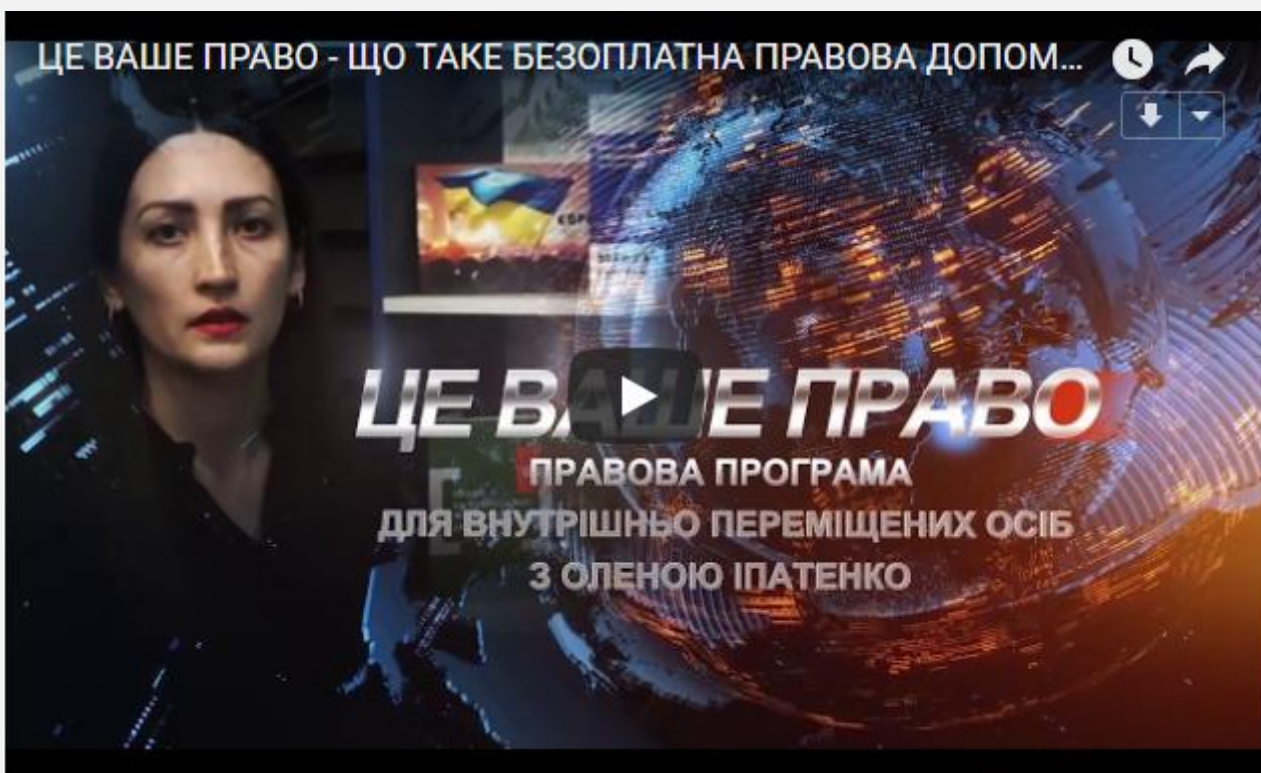 ЦЕ ВАШЕ ПРАВО - ЩО ТАКЕ БЕЗОПЛАТНА ПРАВОВА ДОПОМ...
ЦЕ ВАШЕ ПРАВО
ПРАВОВА ПРОГРАМА
ДЛЯ ВНУТРІШНЬО ПЕРЕМІЩЕНИХ ОСІБ
З ОЛЕНОЮ ІПАТЕНКО